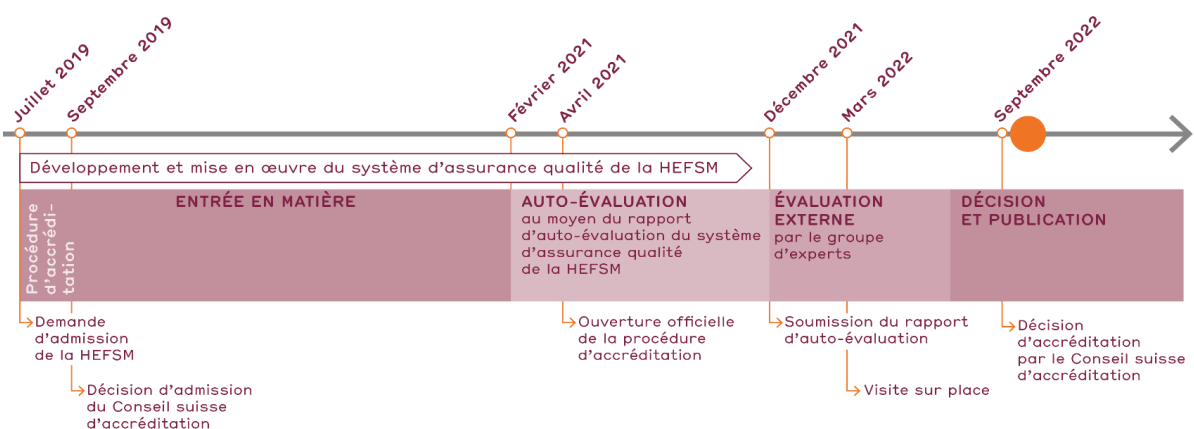 Juillet 2019
Septembre 2019
Février 2021
Avril 2021
Décembre 2021
Mars 2022
Septembre 2022
Développement et mise en œuvre du système d’assurance qualité de la HEFSM
Procédure
d’accrédi-
tation
ENTRÉE EN MATIÈRE
AUTO-ÉVALUATION
au moyen du rapport
d’auto-évaluation du système
d’assurance qualité
de la HEFSM
ÉVALUATION
EXTERNE
par le groupe
d’experts
DÉCISION
ET PUBLICATION
Demande
d’admission
de la HEFSM
Décision d’admission
du Conseil suisse
d’accréditation
Ouverture officielle
de la procédure
d’accréditation
Soumission du rapport
d’auto-évaluation
Visite sur place
Décision
d’accréditation
par le Conseil suisse
d’accréditation